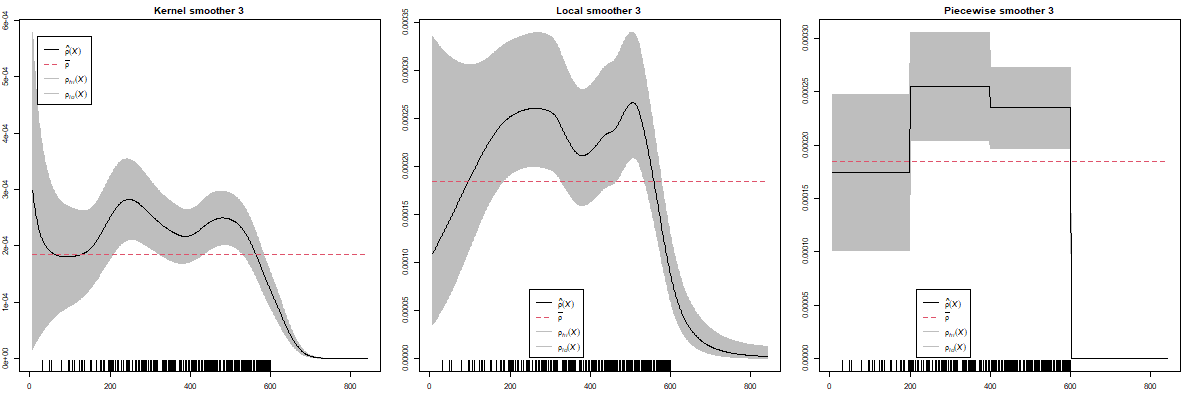 Kernel smoother 3
6e-04
5e-04
4e-04
3e-04
2e-04
1e-04
0e+00
ρ̂(X)
ρ̄
ρhi(X)
ρlo(X)
0 200 400 600 800
Local smoother 3
0.00035
0.00030
0.00025
0.00020
0.00015
0.00010
0.00005
0.00000
ρ̂(X)
ρ̄
ρhi(X)
ρlo(X)
0 200 400 600 800
Piecewise smoother 3
0.00030
0.00025
0.00020
0.00015
0.00010
0.00005
0.00000
ρ̂(X)
ρ̄
ρhi(X)
ρlo(X)
0 200 400 600 800